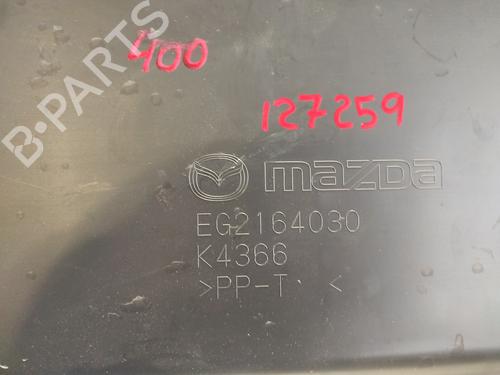 B-PARTS
400
127259
mazda
EG2164030
K4366
>PP-T <